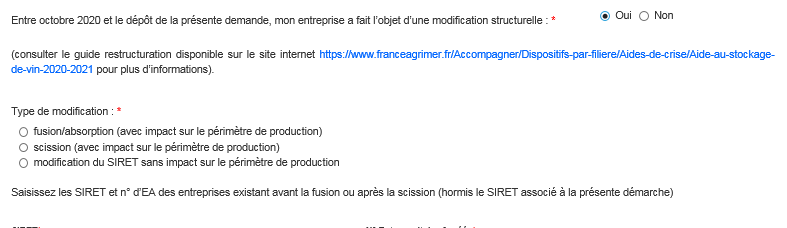 Entre octobre 2020 et le dépôt de la présente demande, mon entreprise a fait l'objet d'une modification structurelle : * Oui Non
(consulter le guide restructuration disponible sur le site internet https://www.franceagrimer.fr/Accompagner/Dispositifs-par-filiere/Aides-de-crise/Aide-au-stockage-
de-vin-2020-2021 pour plus d'informations).
Type de modification : *
fusion/absorption (avec impact sur le périmètre de production)
scission (avec impact sur le périmètre de production)
modification du SIRET sans impact sur le périmètre de production
Saisissez les SIRET et n° d'EA des entreprises existant avant la fusion ou après la scission (hormis le SIRET associé à la présente démarche)